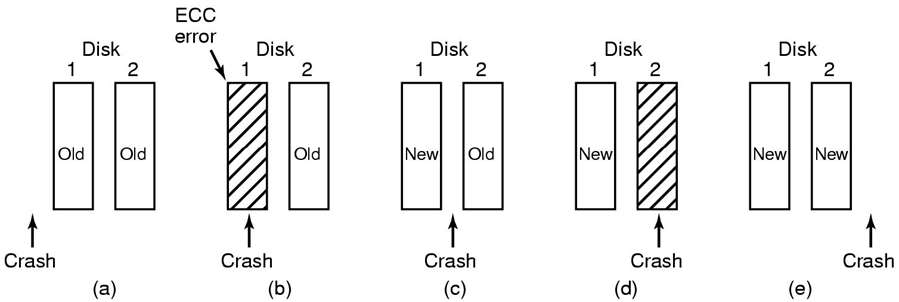 ECC
error
Disk
1 2
Old Old
Crash
(a)
Disk
1 2
Old
Crash
(b)
Disk
1 2
New Old
Crash
(c)
Disk
1 2
New
Crash
(d)
Disk
1 2
New New
Crash
(e)